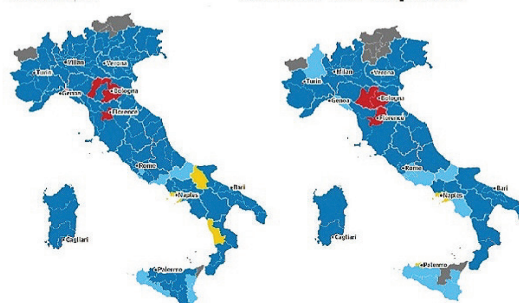 Milan
Verona
Turin
Genoa
Bologna
Florence
Rome
Bari
Naples
Cagliari
Palermo
Milan
Verona
Turin
Genoa
Bologna
Florence
Rome
Bari
Naples
Cagliari
Palermo